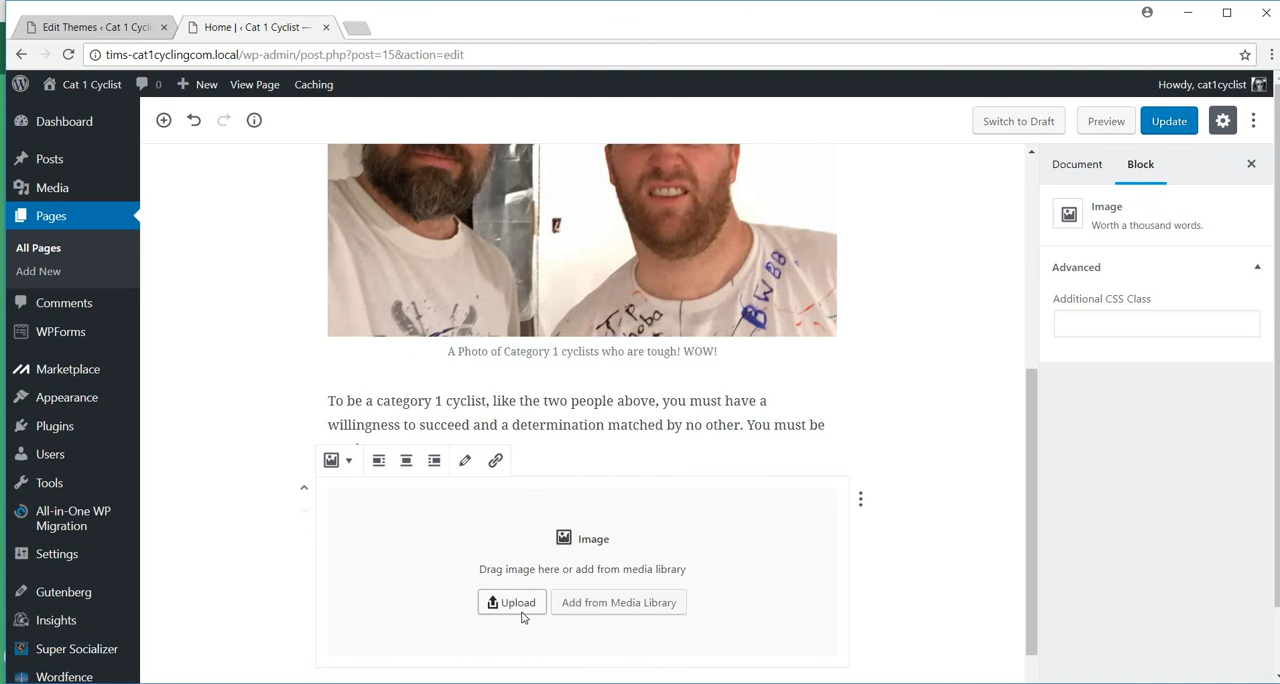 Edit Themes ‹ Cat 1 Cycli
Home | ‹ Cat 1 Cyclist —
tims-cat1cyclingcom.local/wp-admin/post.php?post=15&action=edit
Cat 1 Cyclist 0 New View Page Caching Howdy, cat1cyclist
Dashboard
Posts
Media
Pages
All Pages
Add New
Comments
WPForms
Marketplace
Appearance
Plugins
Users
Tools
All-in-One WP
Migration
Settings
Gutenberg
Insights
Super Socializer
Wordfence
Switch to Draft Preview Update
B.W.B.B
A Photo of Category 1 cyclists who are tough! WOW!
To be a category 1 cyclist, like the two people above, you must have a
willingness to succeed and a determination matched by no other. You must be
Image
Drag image here or add from media library
Upload Add from Media Library
Document Block
Image
Worth a thousand words.
Advanced
Additional CSS Class